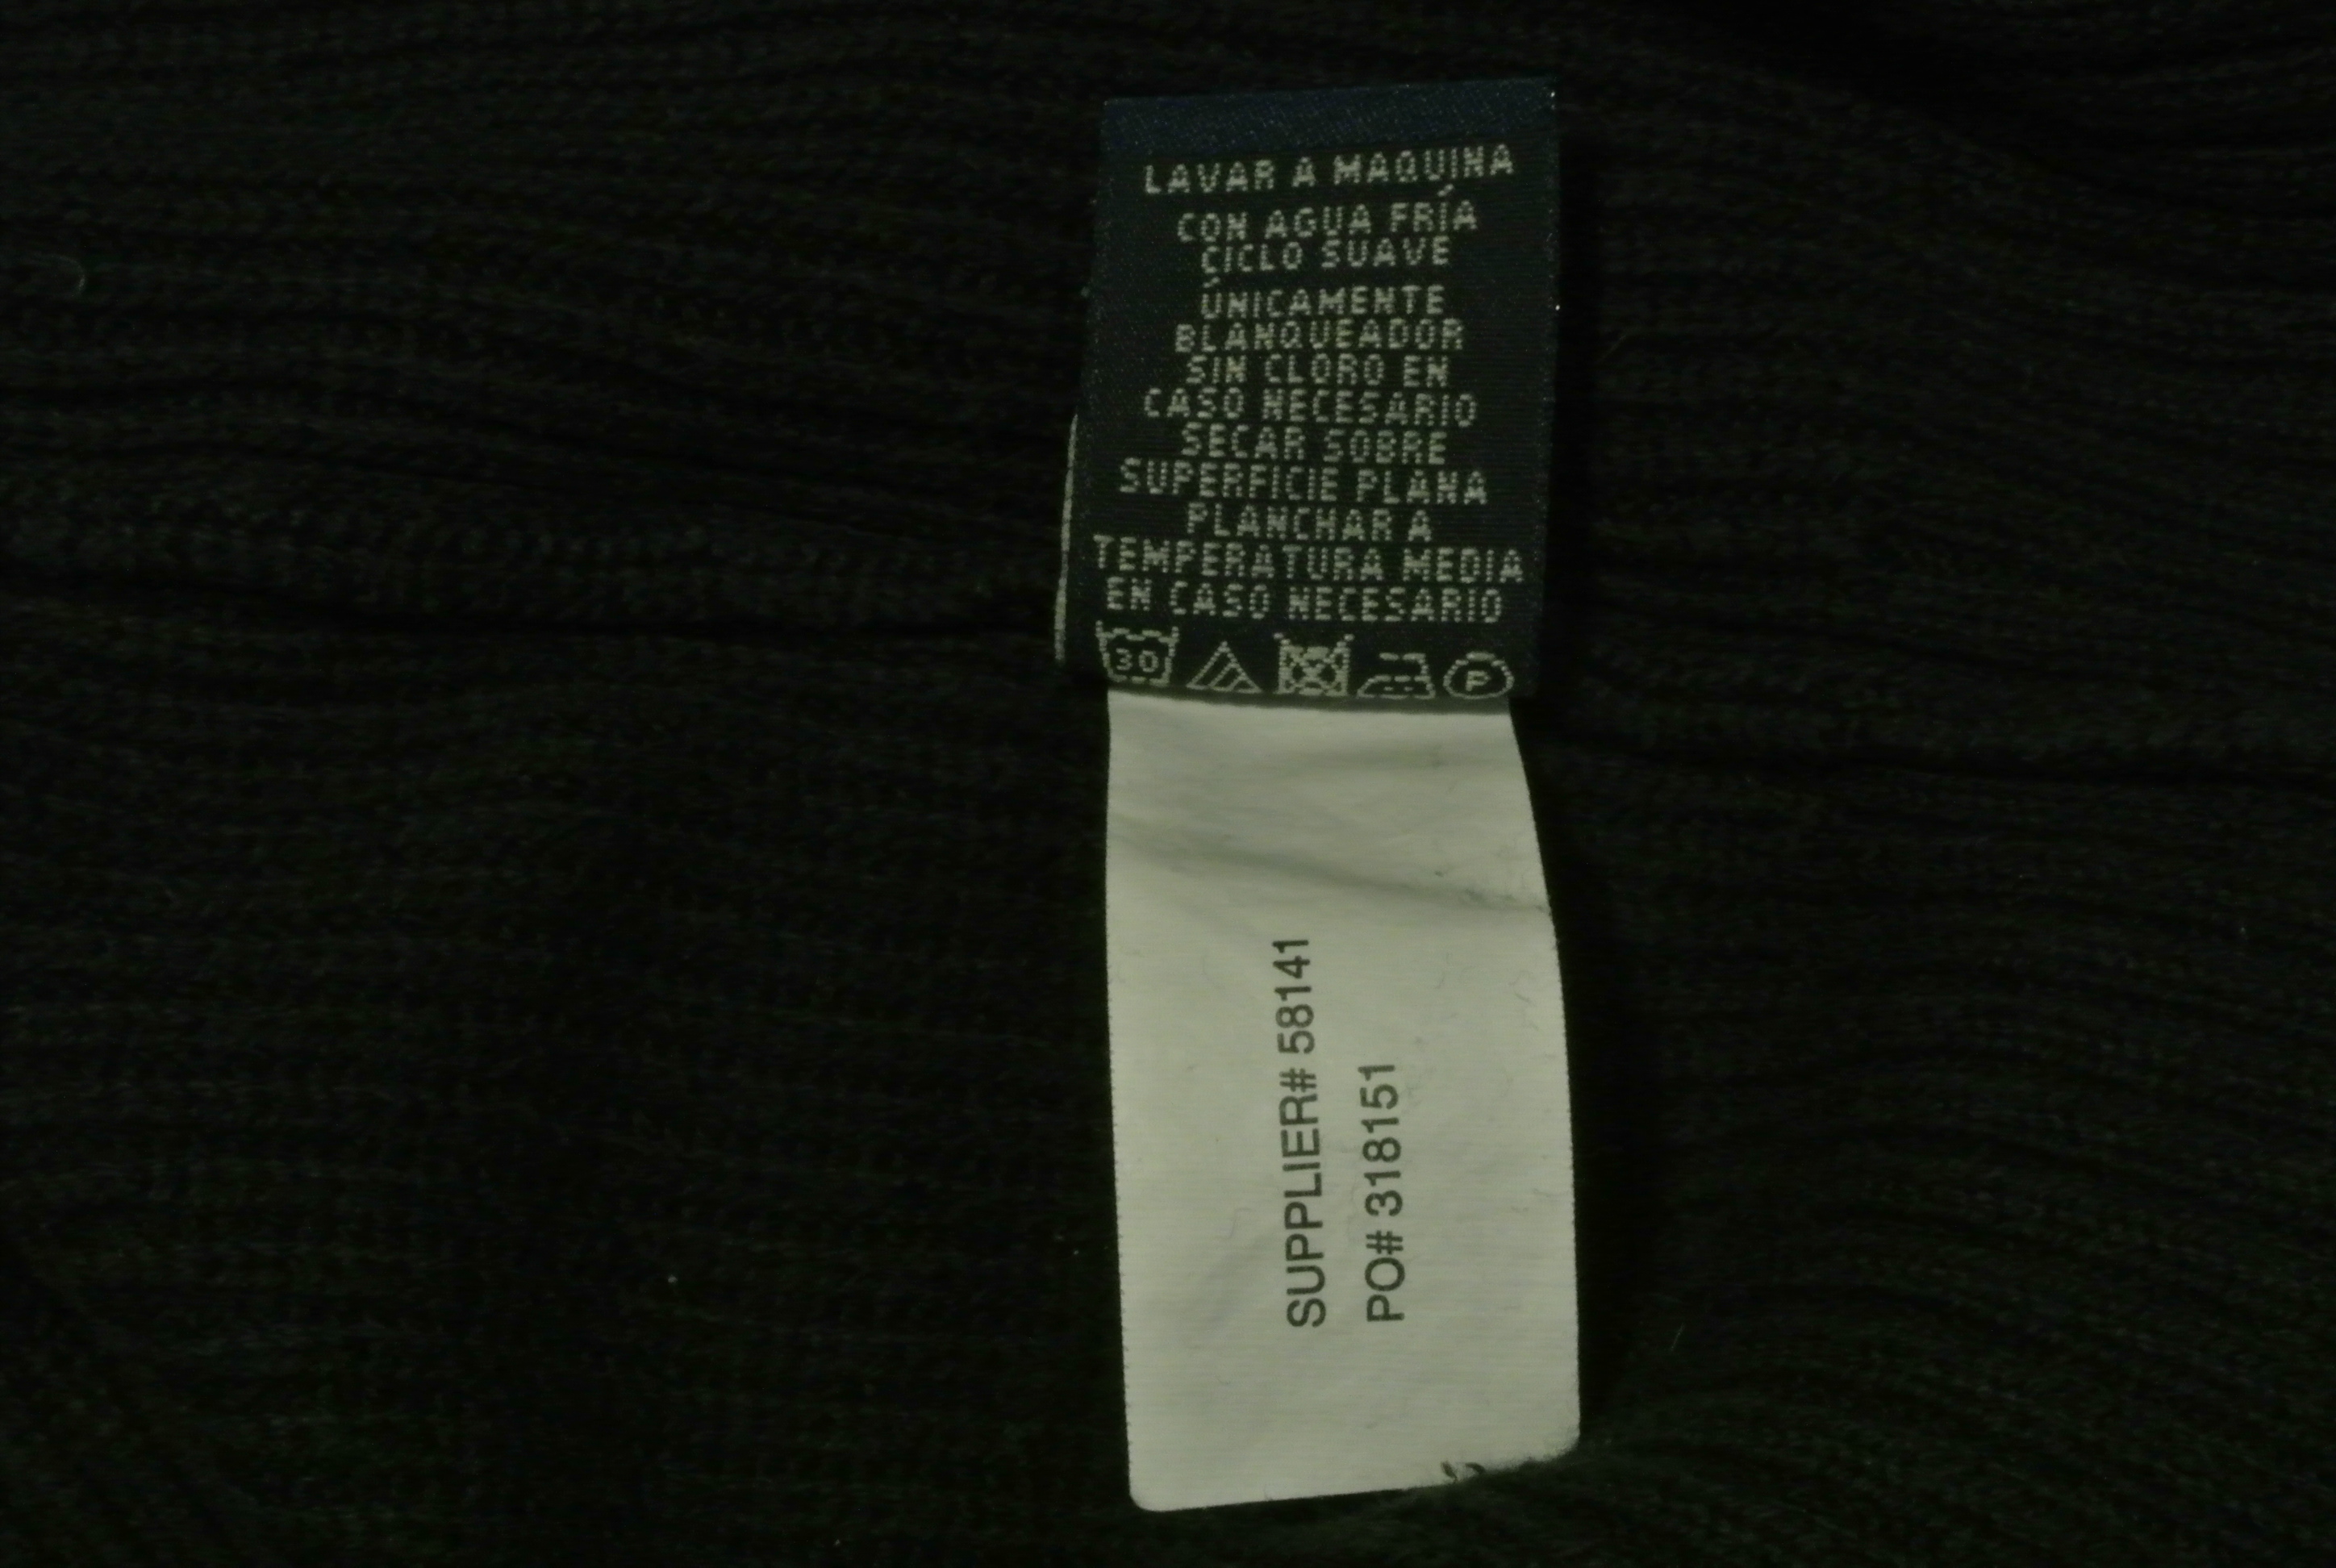 LAVAR A MAQUINA
CON AGUA FRÍA
CICLO SUAVE
ÚNICAMENTE
BLANQUEADOR
SIN CLORO EN
CASO NECESARIO
SECAR SOBRE
SUPERFICIE PLANA
PLANCHAR A
TEMPERATURA MEDIA
EN CASO NECESARIO
30
P
SUPPLIER# 58141
PO# 318151